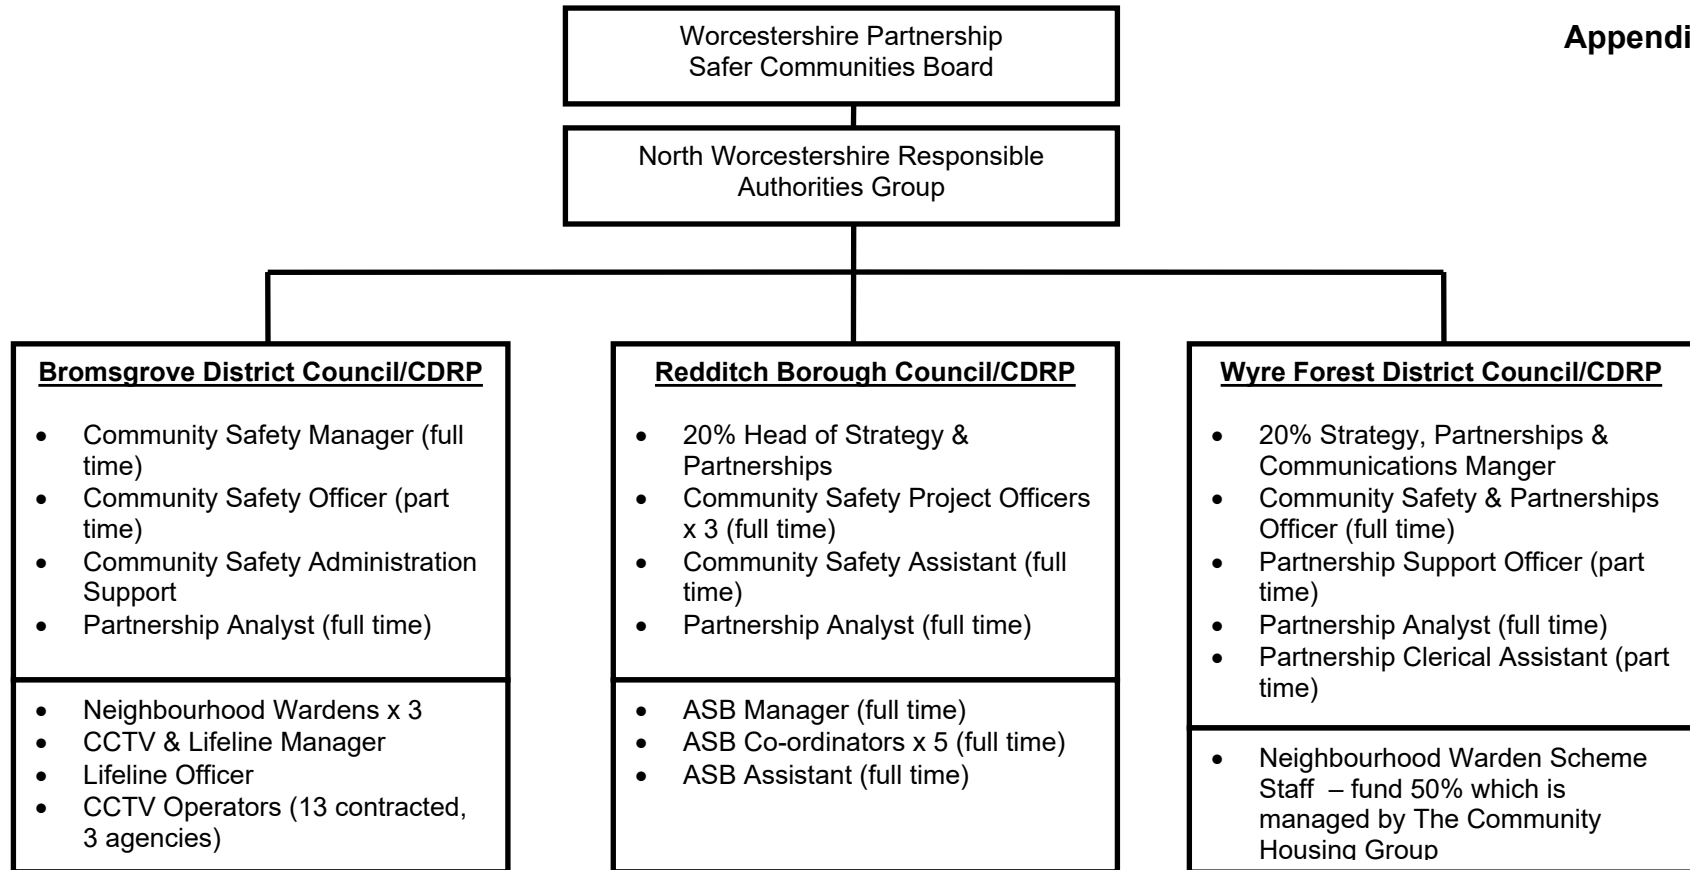 Worcestershire Partnership
Safer Communities Board
North Worcestershire Responsible
Authorities Group
Bromsgrove District Council/CDRP
• Community Safety Manager (full
time)
• Community Safety Officer (part
time)
• Community Safety Administration
Support
• Partnership Analyst (full time)
• Neighbourhood Wardens x 3
• CCTV & Lifeline Manager
• Lifeline Officer
• CCTV Operators (13 contracted,
3 agencies)
Redditch Borough Council/CDRP
• 20% Head of Strategy &
Partnerships
• Community Safety Project Officers
x 3 (full time)
• Community Safety Assistant (full
time)
• Partnership Analyst (full time)
• ASB Manager (full time)
• ASB Co-ordinators x 5 (full time)
• ASB Assistant (full time)
Wyre Forest District Council/CDRP
• 20% Strategy, Partnerships &
Communications Manger
• Community Safety & Partnerships
Officer (full time)
• Partnership Support Officer (part
time)
• Partnership Analyst (full time)
• Partnership Clerical Assistant (part
time)
• Neighbourhood Warden Scheme
Staff – fund 50% which is
managed by The Community
Housing Group
Appendi